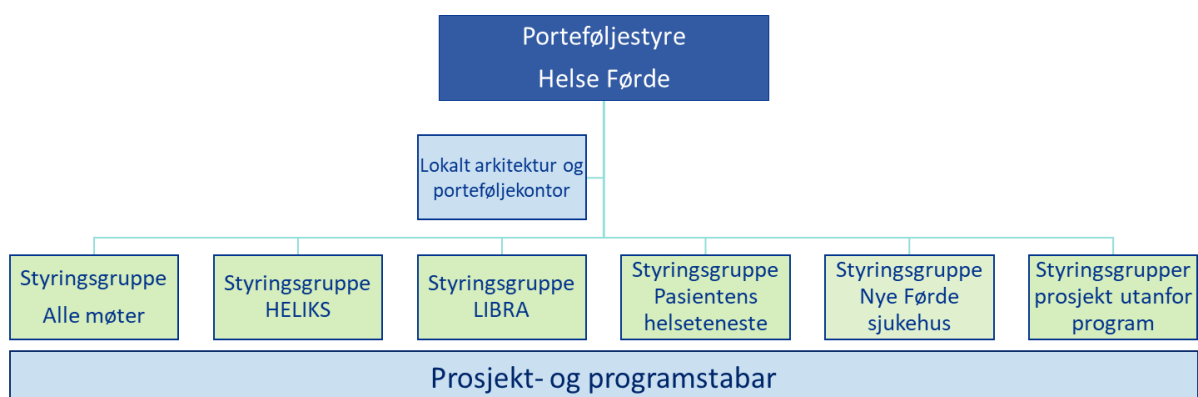 Porteføljestyre
Helse Førde
Lokalt arkitektur og
porteføljekontor
Styringsgruppe
Alle møter
Styringsgruppe
HELIKS
Styringsgruppe
LIBRA
Styringsgruppe
Pasientens
helseteneste
Styringsgruppe
Nye Førde
sjukehus
Styringsgrupper
prosjekt utanfor
program
Prosjekt- og programstabar